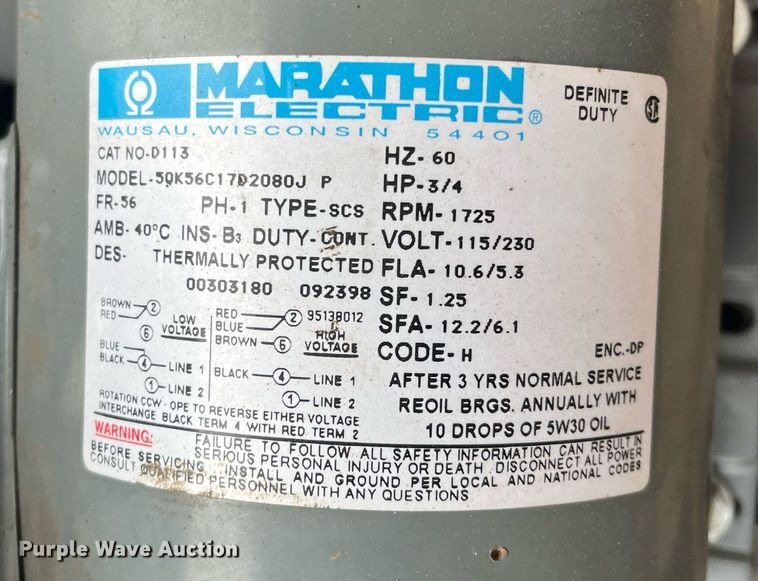 MARATHON
ELECTRIC®
WAUSAU, WISCONSIN 54401
DEFINITE
DUTY
CAT NO-D113 HZ- 60
MODEL-5QK56C17D2080J P HP-3/4
FR-56 PH-1 TYPE-SCS RPM-1725
AMB-40°C INS-B3 DUTY-CONT. VOLT-115/230
DES- THERMALLY PROTECTED FLA-10.6/5.3
00303180 092398 SF-1.25
95138012 SFA-12.2/6.1
CODE-H ENC.-DP
BROWN
RED 2
6 LOW
VOLTAGE
BLUE
BLACK 4 LINE 1
1 LINE 2
RED
BLUE 2
BROWN 6 HIGH
VOLTAGE
BLACK 4 LINE 1
1 LINE 2
AFTER 3 YRS NORMAL SERVICE
REOIL BRGS. ANNUALLY WITH
10 DROPS OF 5W30 OIL
ROTATION CCW-OPE TO REVERSE EITHER VOLTAGE
INTERCHANGE BLACK TERM 4 WITH RED TERM 2
WARNING: FAILURE TO FOLLOW ALL SAFETY INFORMATION CAN RESULT IN
SERIOUS PERSONAL INJURY OR DEATH. DISCONNECT ALL POWER
BEFORE SERVICING. INSTALL AND GROUND PER LOCAL AND NATIONAL CODES
CONSULT QUALIFIED PERSONNEL WITH ANY QUESTIONS
Purple Wave Auction